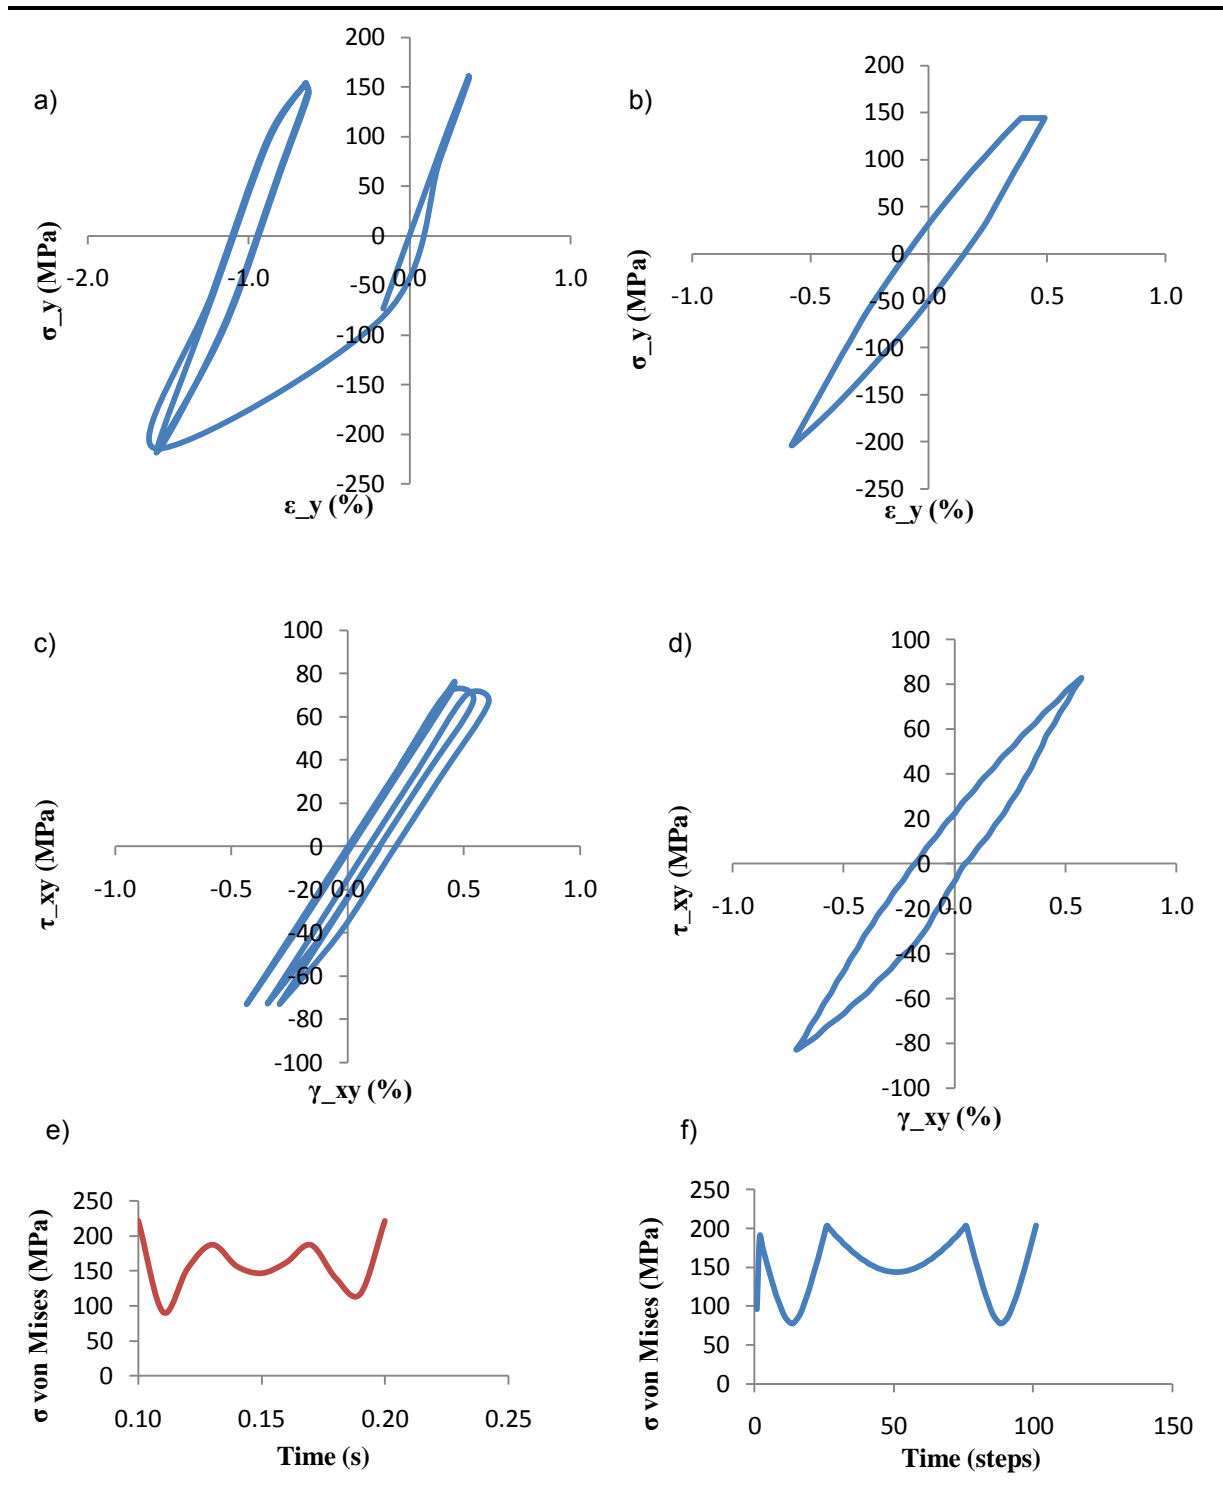 a)
200
150
100
50
0
-50
-100
-150
-200
-250
-2.0 -1.0 0.0 1.0
σ_y (MPa)
ε_y (%)
b)
200
150
100
50
0
-50
-100
-150
-200
-250
-1.0 -0.5 0.0 0.5 1.0
σ_y (MPa)
ε_y (%)
c)
100
80
60
40
20
0
-20
-40
-60
-80
-100
-1.0 -0.5 0.0 0.5 1.0
τ_xy (MPa)
γ_xy (%)
d)
100
80
60
40
20
0
-20
-40
-60
-80
-100
-1.0 -0.5 0.0 0.5 1.0
τ_xy (MPa)
γ_xy (%)
e)
250
200
150
100
50
0
0.10 0.15 0.20 0.25
σ von Mises (MPa)
Time (s)
f)
250
200
150
100
50
0
0 50 100 150
σ von Mises (MPa)
Time (steps)